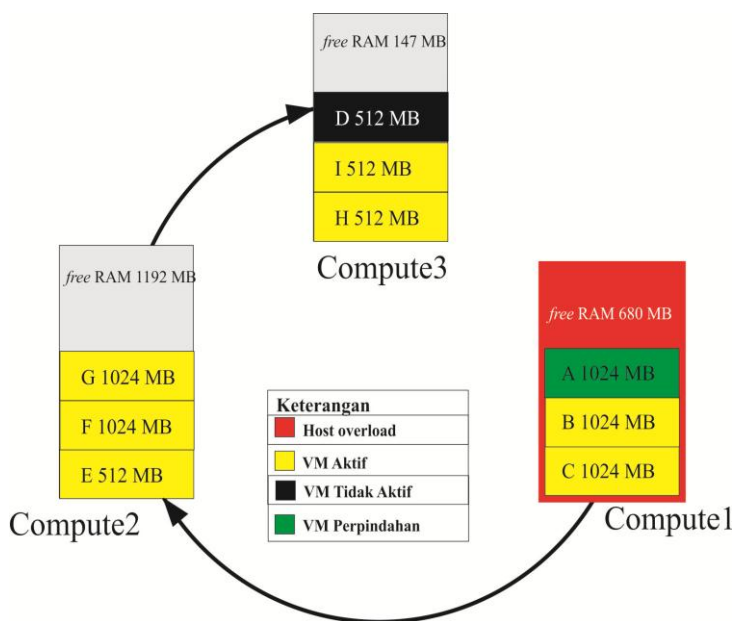 free RAM 147 MB
D 512 MB
I 512 MB
H 512 MB
Compute3
free RAM 1192 MB
G 1024 MB
F 1024 MB
E 512 MB
Compute2
free RAM 680 MB
A 1024 MB
B 1024 MB
C 1024 MB
Compute1
Keterangan
Host overload
VM Aktif
VM Tidak Aktif
VM Perpindahan